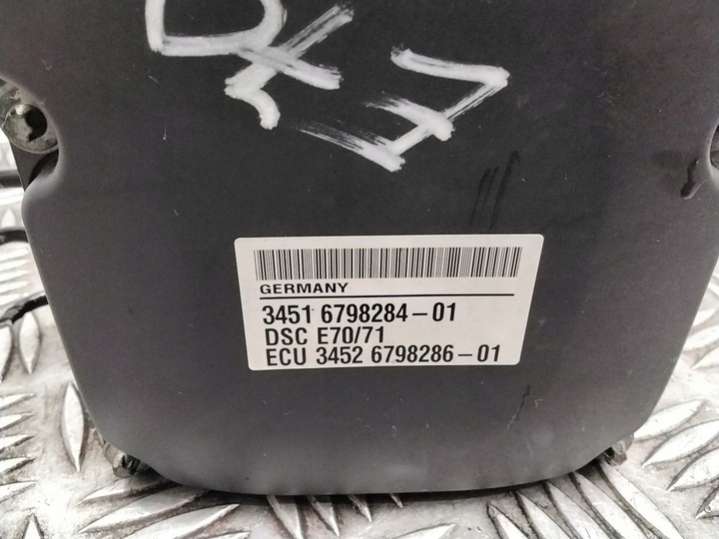 GERMANY
3451 6798284-01
DSC E70/71
ECU 3452 6798286-01